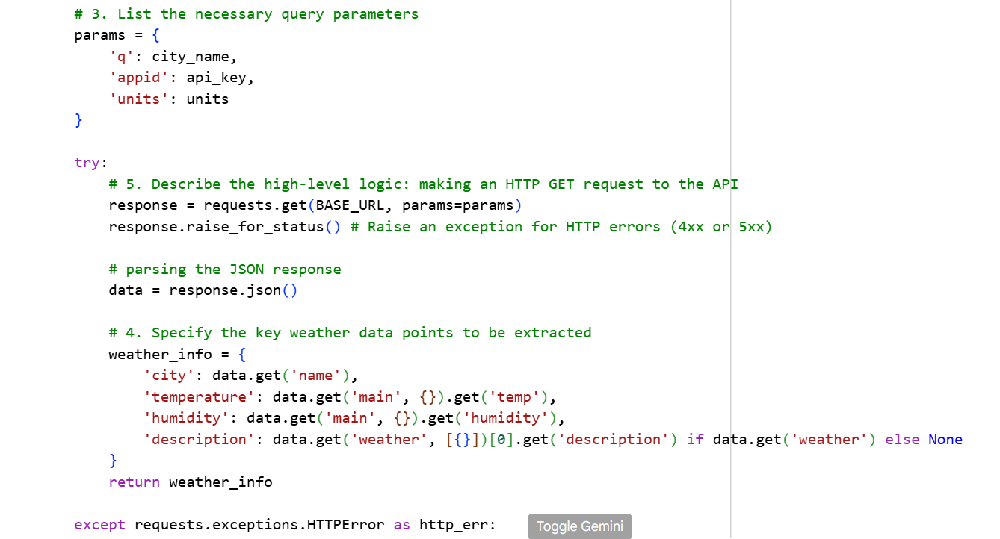 # 3. List the necessary query parameters
params = {
    'q': city_name,
    'appid': api_key,
    'units': units
}
try:
    # 5. Describe the high-level logic: making an HTTP GET request to the API
    response = requests.get(BASE_URL, params=params)
    response.raise_for_status() # Raise an exception for HTTP errors (4xx or 5xx)
    # parsing the JSON response
    data = response.json()
    # 4. Specify the key weather data points to be extracted
    weather_info = {
        'city': data.get('name'),
        'temperature': data.get('main', {}).get('temp'),
        'humidity': data.get('main', {}).get('humidity'),
        'description': data.get('weather', [{}])[0].get('description') if data.get('weather') else None
    }
    return weather_info
except requests.exceptions.HTTPError as http_err:
Toggle Gemini